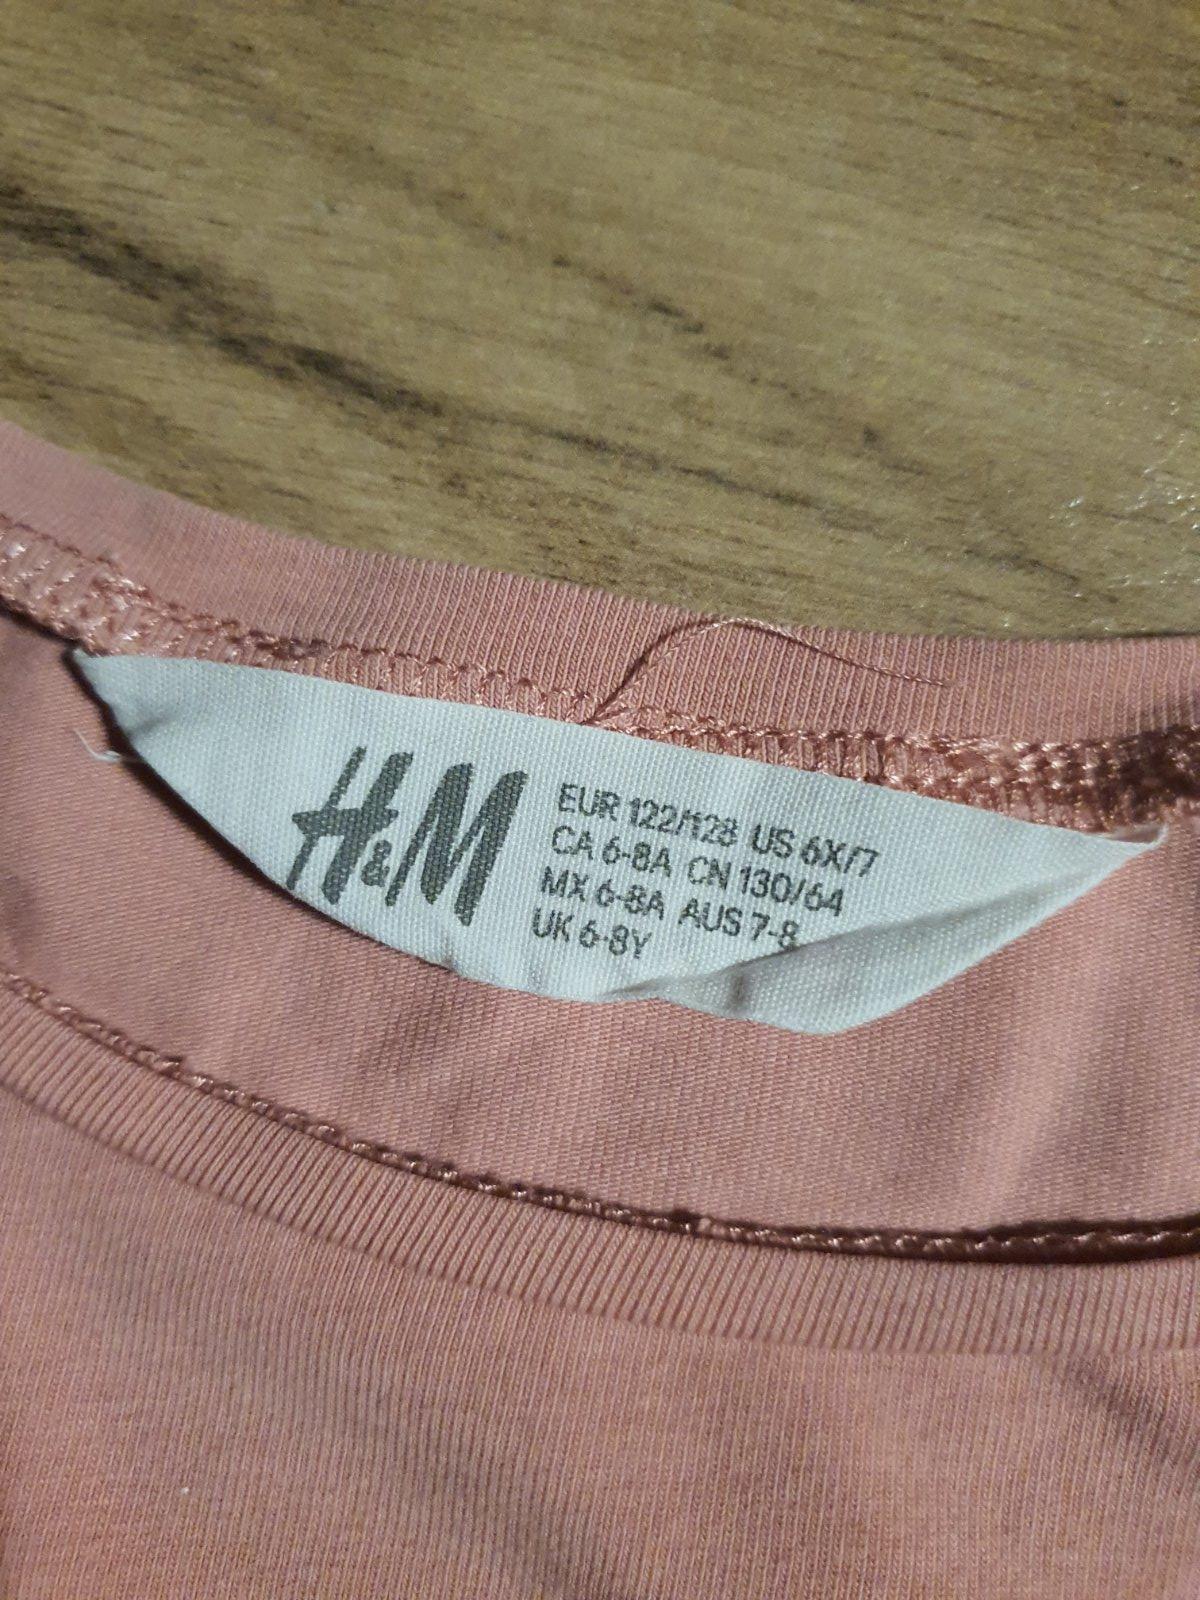 H&M
EUR 122/128 US 6X/7
CA 6-8A CN 130/64
MX 6-8A AUS 7-8
UK 6-8Y